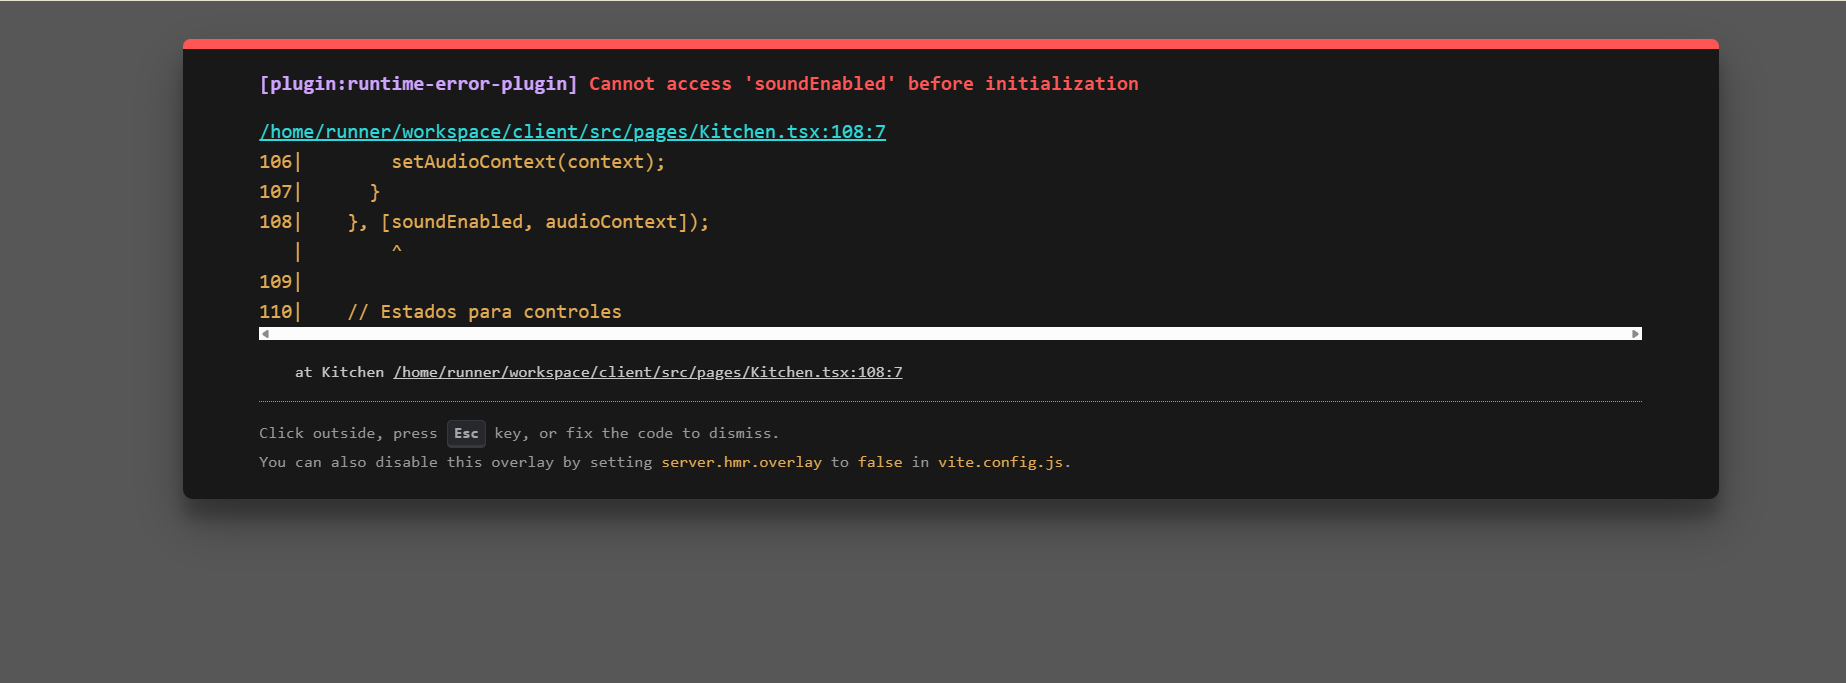 [plugin:runtime-error-plugin] Cannot access 'soundEnabled' before initialization
/home/runner/workspace/client/src/pages/Kitchen.tsx:108:7
106|        setAudioContext(context);
107|      }
108|    }, [soundEnabled, audioContext]);
   |        ^
109|
110|    // Estados para controles
at Kitchen /home/runner/workspace/client/src/pages/Kitchen.tsx:108:7
Click outside, press Esc key, or fix the code to dismiss.
You can also disable this overlay by setting server.hmr.overlay to false in vite.config.js.